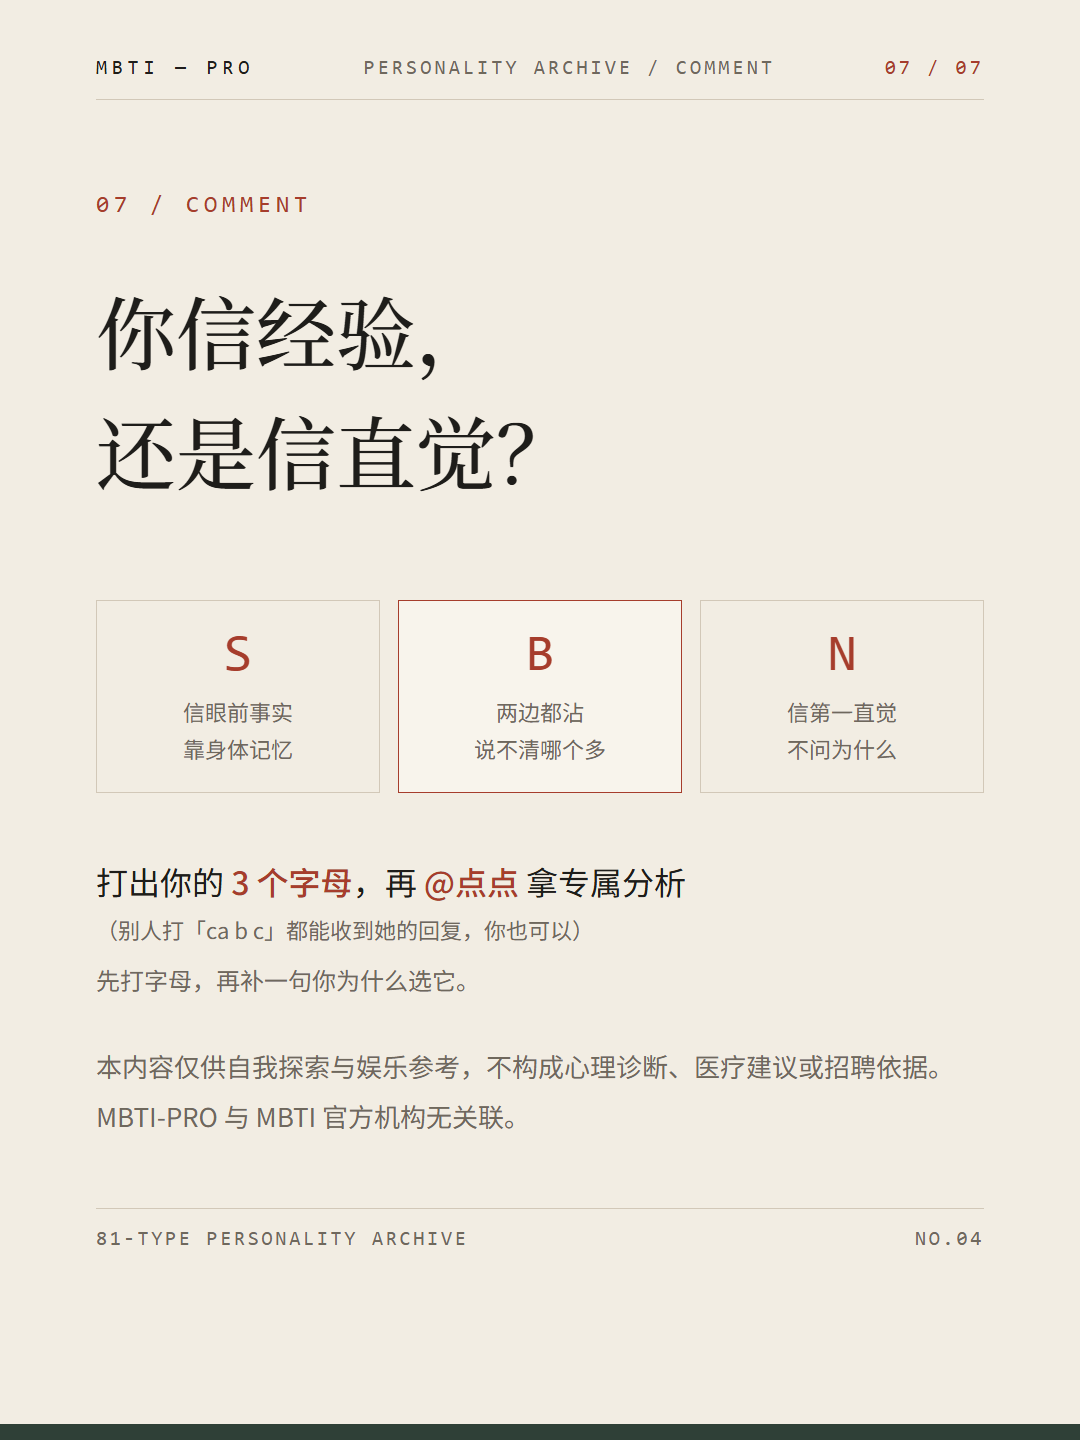 MBTI — PRO
PERSONALITY ARCHIVE / COMMENT
07 / 07
07 / COMMENT
你信经验，
还是信直觉？
S
信眼前事实
靠身体记忆
B
两边都沾
说不清哪个多
N
信第一直觉
不问为什么
打出你的 3 个字母，再 @点点 拿专属分析
（别人打「ca b c」都能收到她的回复，你也可以）
先打字母，再补一句你为什么选它。
本内容仅供自我探索与娱乐参考，不构成心理诊断、医疗建议或招聘依据。
MBTI-PRO 与 MBTI 官方机构无关联。
81-TYPE PERSONALITY ARCHIVE
NO.04